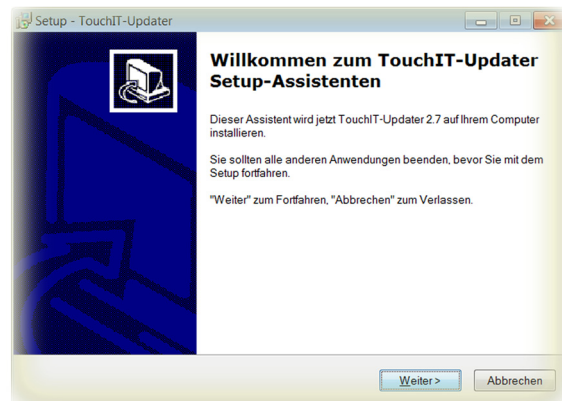 Setup - TouchIT-Updater
Willkommen zum TouchIT-Updater
Setup-Assistenten
Dieser Assistent wird jetzt TouchIT-Updater 2.7 auf Ihrem Computer
installieren.
Sie sollten alle anderen Anwendungen beenden, bevor Sie mit dem
Setup fortfahren.
"Weiter" zum Fortfahren, "Abbrechen" zum Verlassen.
Weiter >
Abbrechen